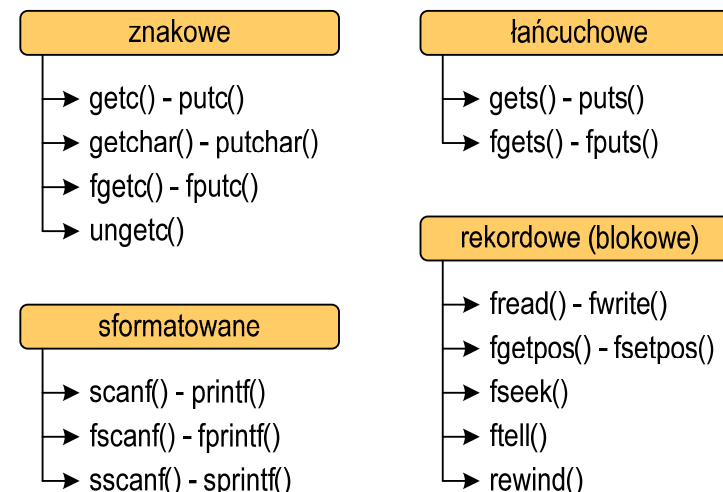 znakowe
getc() - putc()
getchar() - putchar()
fgetc() - fputc()
ungetc()
sformatowane
scanf() - printf()
fscanf() - fprintf()
sscanf() - sprintf()
łańcuchowe
gets() - puts()
fgets() - fputs()
rekordowe (blokowe)
fread() - fwrite()
fgetpos() - fsetpos()
fseek()
ftell()
rewind()